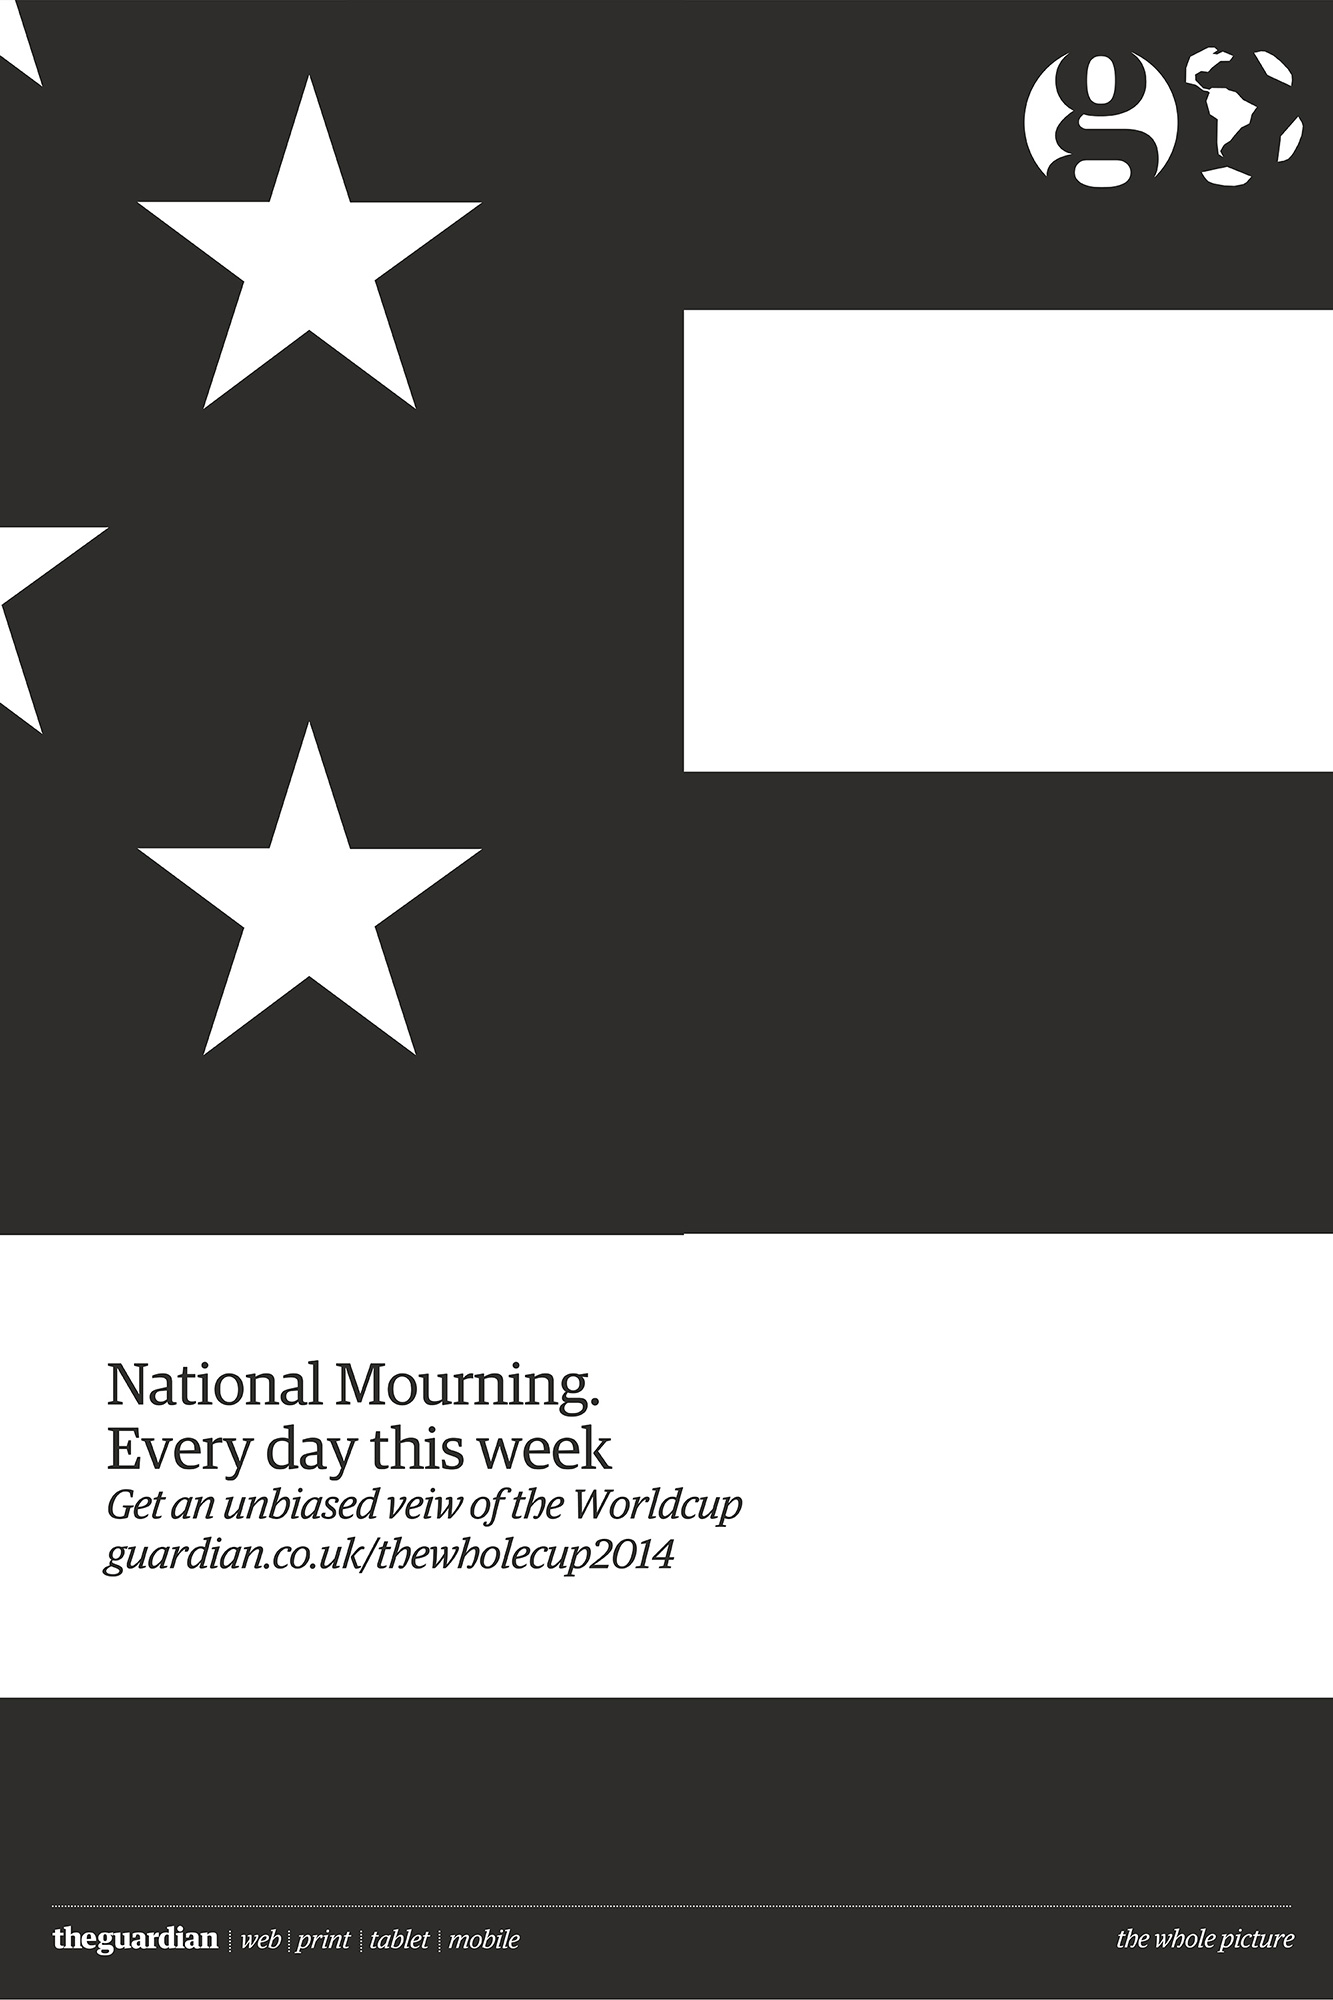 g
National Mourning.
Every day this week
Get an unbiased veiw of the Worldcup
guardian.co.uk/thewholecup2014
theguardian web print tablet mobile
the whole picture